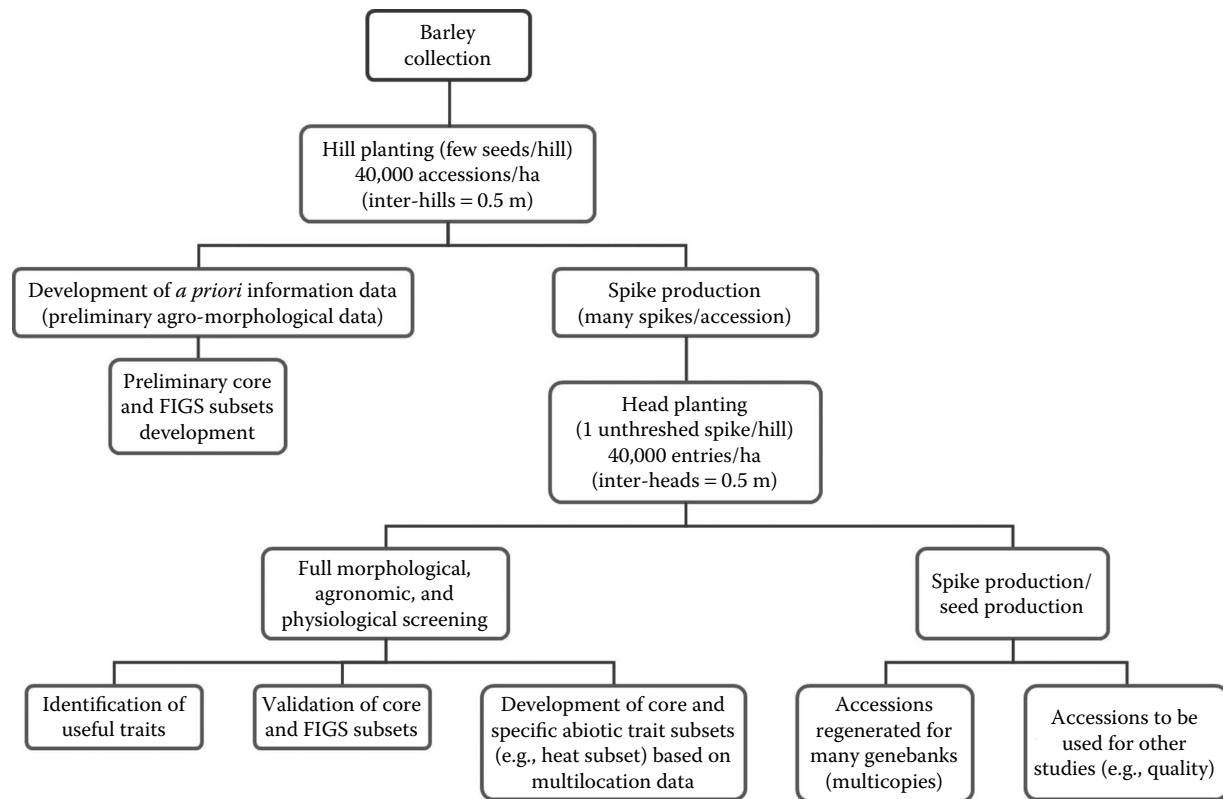 Barley
collection
Hill planting (few seeds/hill)
40,000 accessions/ha
(inter-hills = 0.5 m)
Development of a priori information data
(preliminary agro-morphological data)
Spike production
(many spikes/accession)
Preliminary core
and FIGS subsets
development
Head planting
(1 unthreshed spike/hill)
40,000 entries/ha
(inter-heads = 0.5 m)
Full morphological,
agronomic, and
physiological screening
Spike production/
seed production
Identification of
useful traits
Validation of core
and FIGS subsets
Development of core and
specific abiotic trait subsets
(e.g., heat subset) based on
multilocation data
Accessions
regenerated for
many genebanks
(multicopies)
Accessions to be
used for other
studies (e.g., quality)